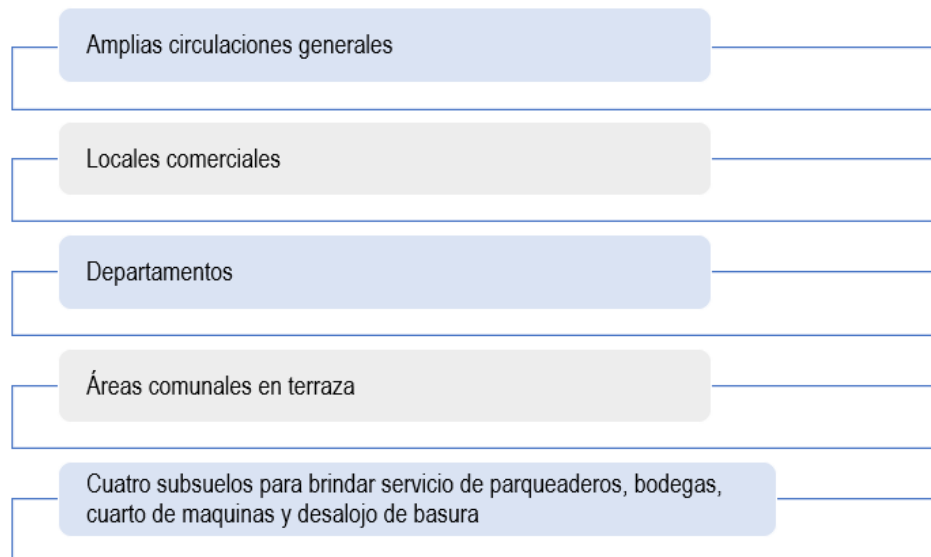 Amplias circulaciones generales
Locales comerciales
Departamentos
Áreas comunales en terraza
Cuatro subsuelos para brindar servicio de parqueaderos, bodegas,
cuarto de maquinas y desalojo de basura